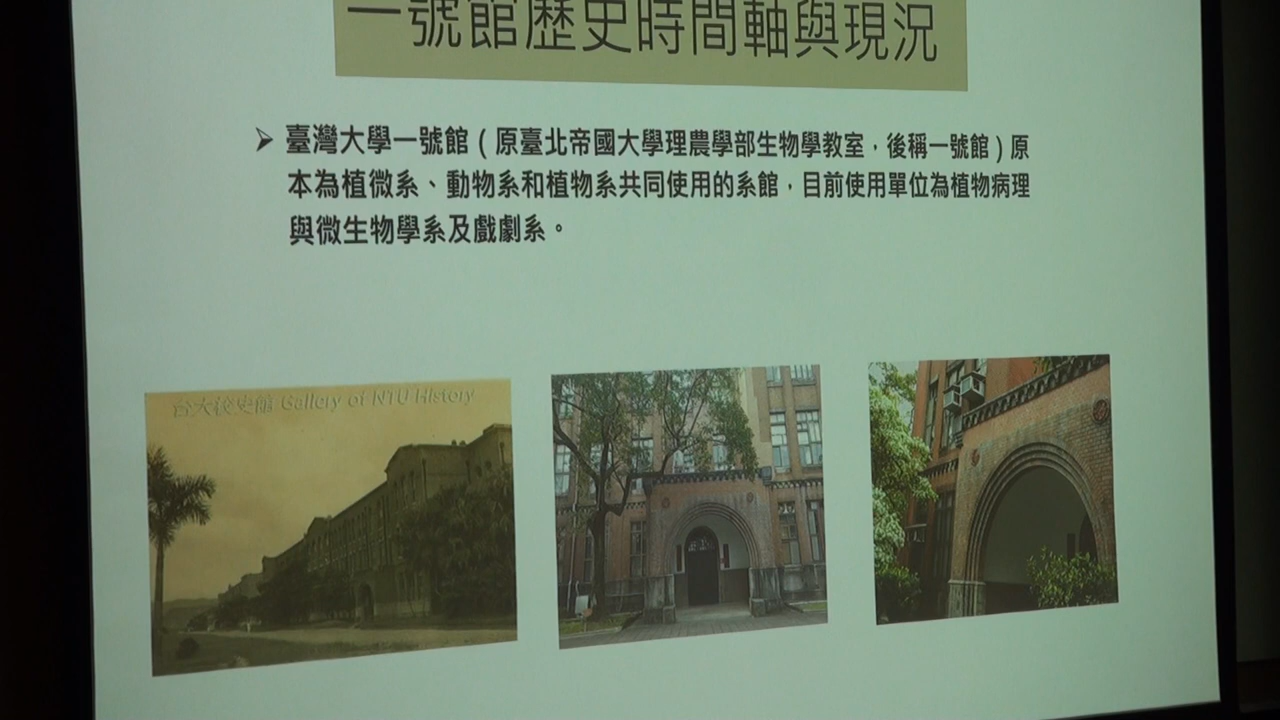 一號館歷史時間軸與現況
➢ 臺灣大學一號館(原臺北帝國大學理農學部生物學教室，後稱一號館)原
本為植微系、動物系和植物系共同使用的系館，目前使用單位為植物病理
與微生物學系及戲劇系。
台大校史館 Gallery of NTU History